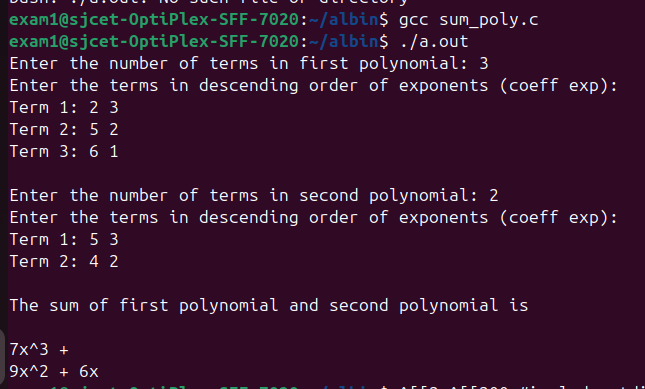 bash: ./a.out: No such file or directory
exam1@sjcet-OptiPlex-SFF-7020:~/albin$ gcc sum_poly.c
exam1@sjcet-OptiPlex-SFF-7020:~/albin$ ./a.out
Enter the number of terms in first polynomial: 3
Enter the terms in descending order of exponents (coeff exp):
Term 1: 2 3
Term 2: 5 2
Term 3: 6 1
Enter the number of terms in second polynomial: 2
Enter the terms in descending order of exponents (coeff exp):
Term 1: 5 3
Term 2: 4 2
The sum of first polynomial and second polynomial is
7x^3 +
9x^2 + 6x